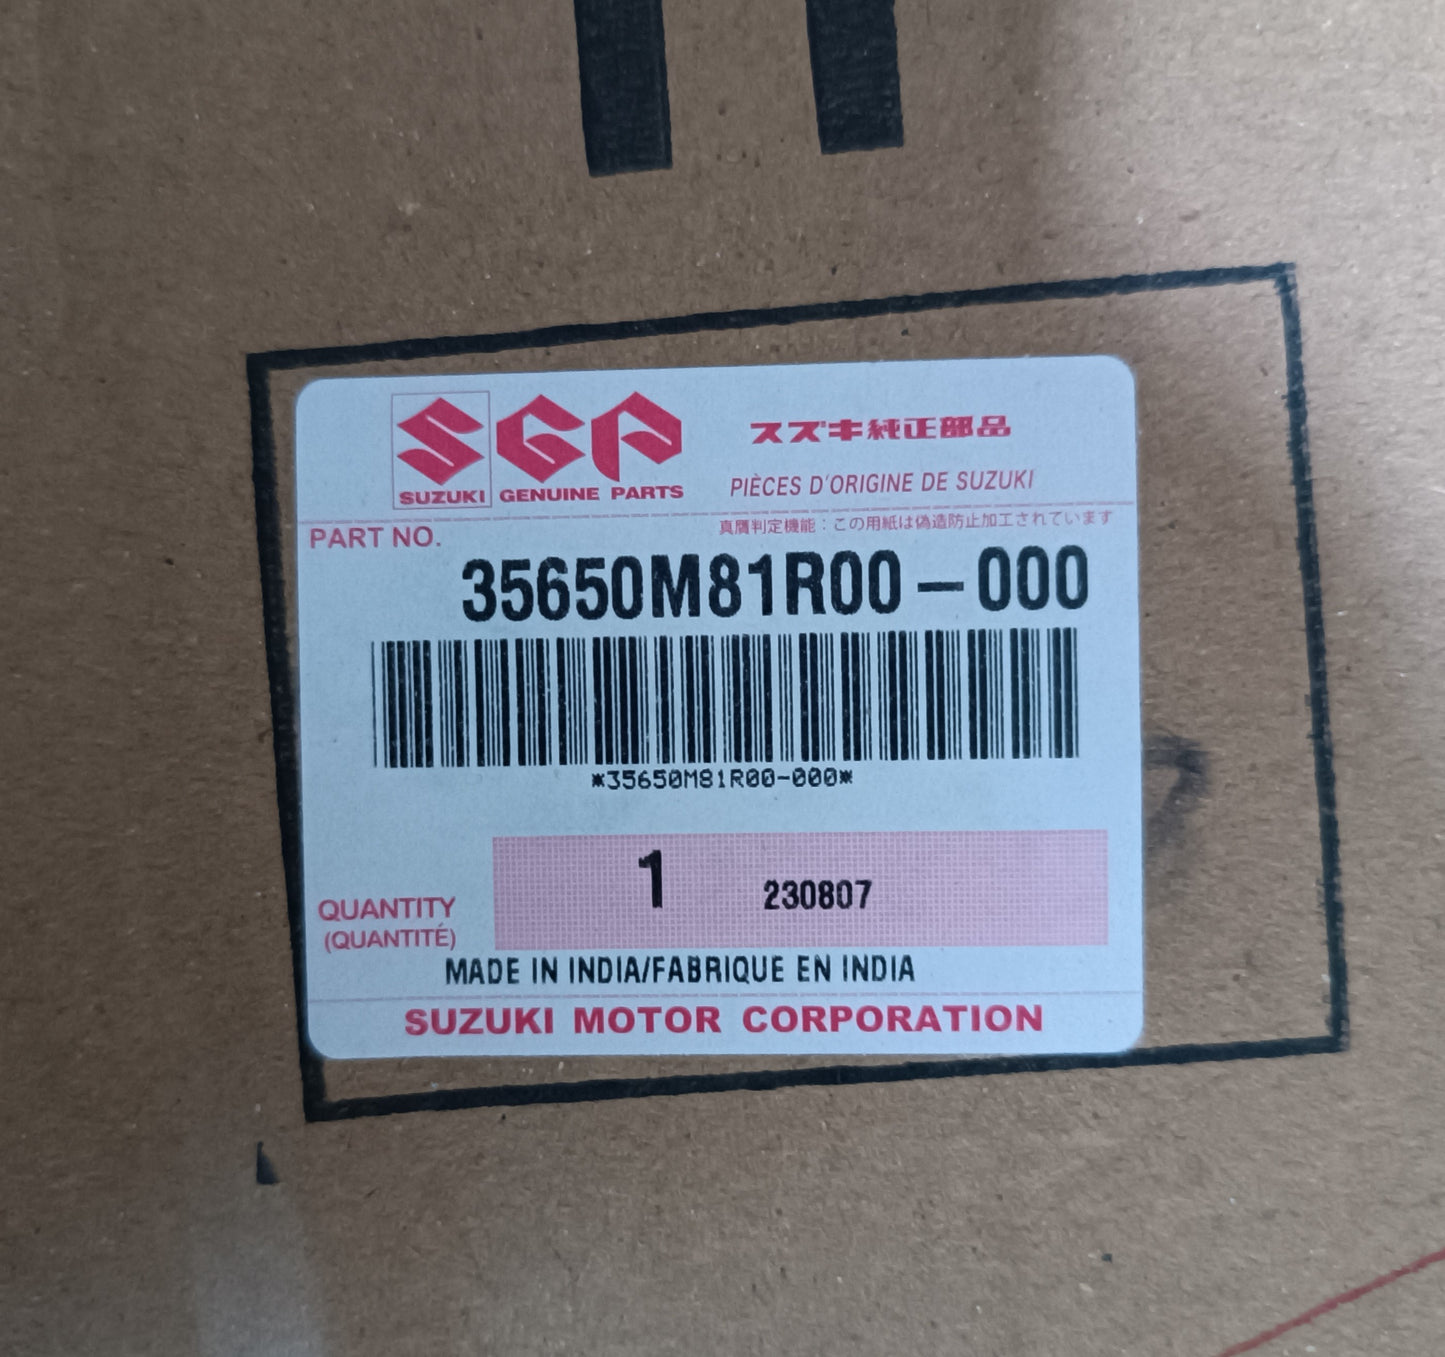 SGP
SUZUKI GENUINE PARTS
スズキ純正部品
PIÈCES D'ORIGINE DE SUZUKI
真贋判定機能：この用紙は偽造防止加工されています
PART NO.
35650M81R00-000
*35650M81R00-000*
QUANTITY
(QUANTITÉ)
1 230807
MADE IN INDIA/FABRIQUE EN INDIA
SUZUKI MOTOR CORPORATION